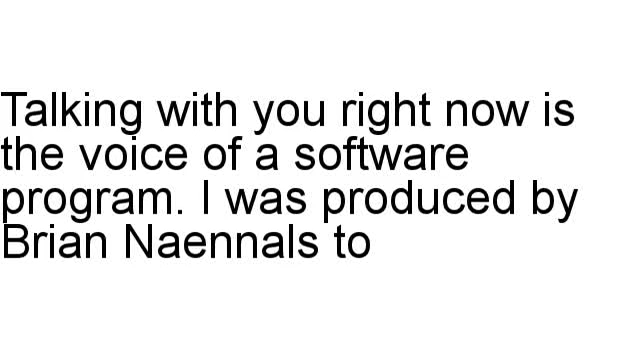 Talking with you right now is
the voice of a software
program. I was produced by
Brian Naennals to